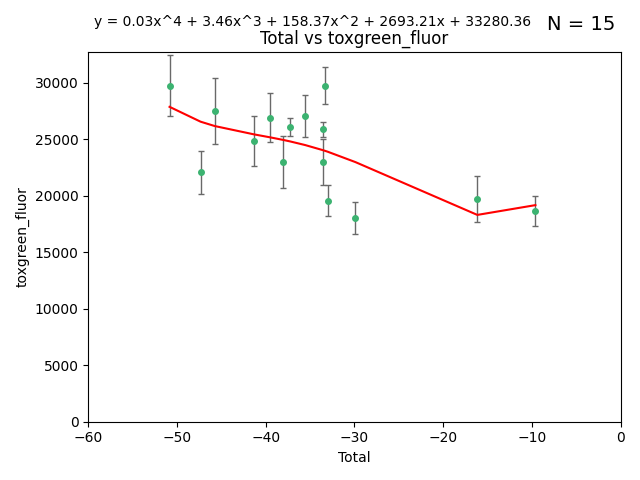 y = 0.03x^4 + 3.46x^3 + 158.37x^2 + 2693.21x + 33280.36
N = 15
Total vs toxgreen_fluor
toxgreen_fluor
30000
25000
20000
15000
10000
5000
0
−60
−50
−40
−30
−20
−10
0
Total